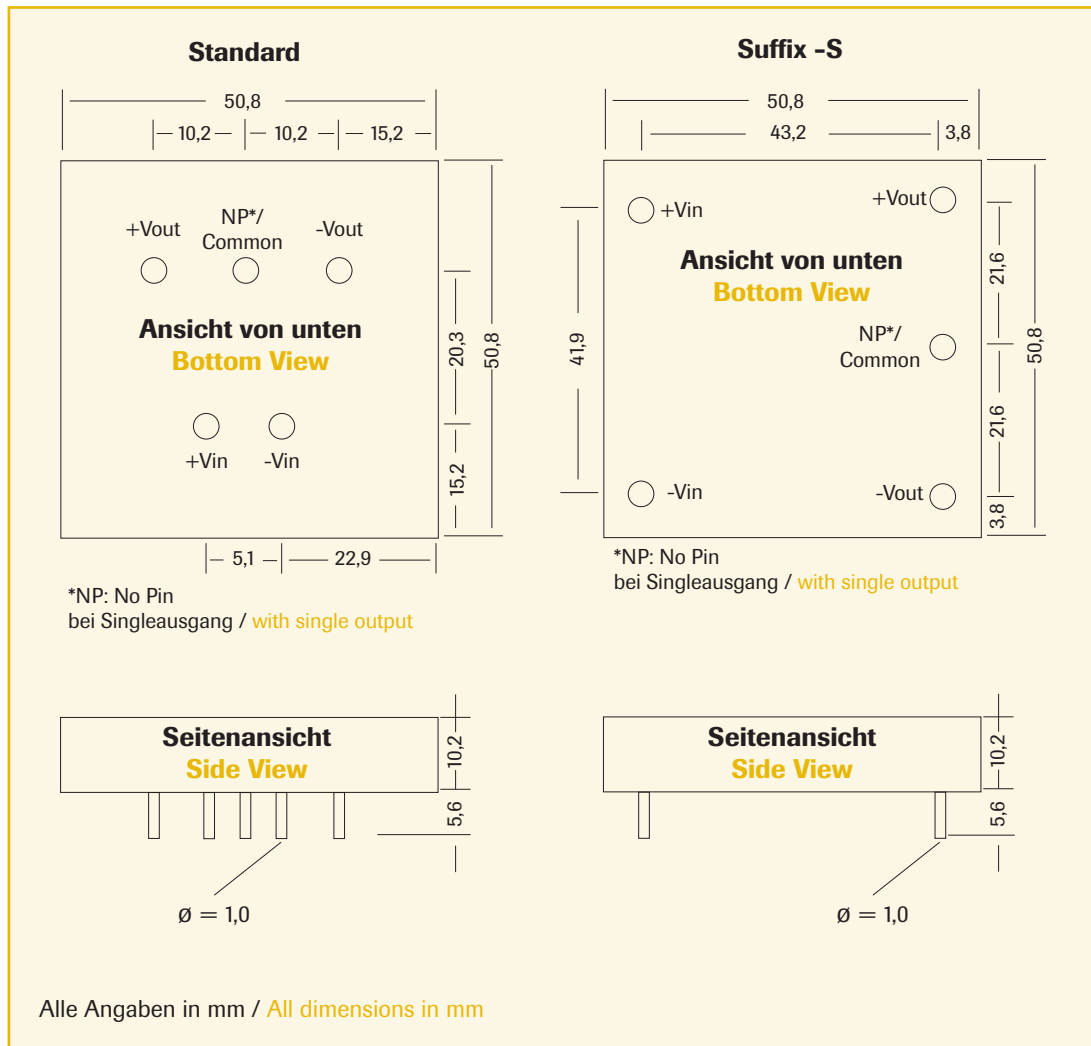 Standard
50,8
10,2
10,2
15,2
+Vout
NP*/
Common
-Vout
Ansicht von unten
Bottom View
20,3
50,8
+Vin
-Vin
15,2
5,1
22,9
*NP: No Pin
bei Singleausgang / with single output
Suffix -S
50,8
43,2
3,8
+Vin
+Vout
Ansicht von unten
Bottom View
21,6
41,9
NP*/
Common
50,8
21,6
-Vin
-Vout
3,8
*NP: No Pin
bei Singleausgang / with single output
Seitenansicht
Side View
10,2
5,6
ø = 1,0
Seitenansicht
Side View
10,2
5,6
ø = 1,0
Alle Angaben in mm / All dimensions in mm